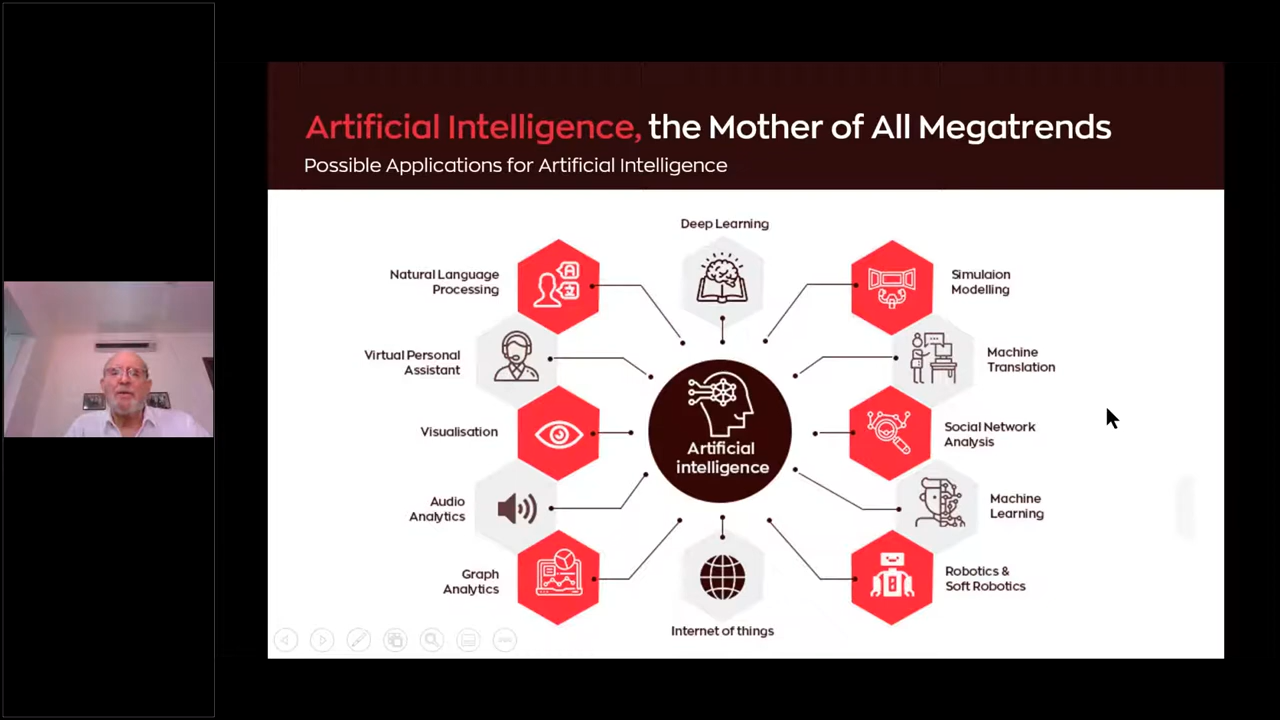 Artificial Intelligence, the Mother of All Megatrends
Possible Applications for Artificial Intelligence
Deep Learning
Natural Language
Processing
Simulaion
Modelling
Virtual Personal
Assistant
Machine
Translation
Visualisation
Artificial
intelligence
Social Network
Analysis
Audio
Analytics
Machine
Learning
Graph
Analytics
Robotics &
Soft Robotics
Internet of things